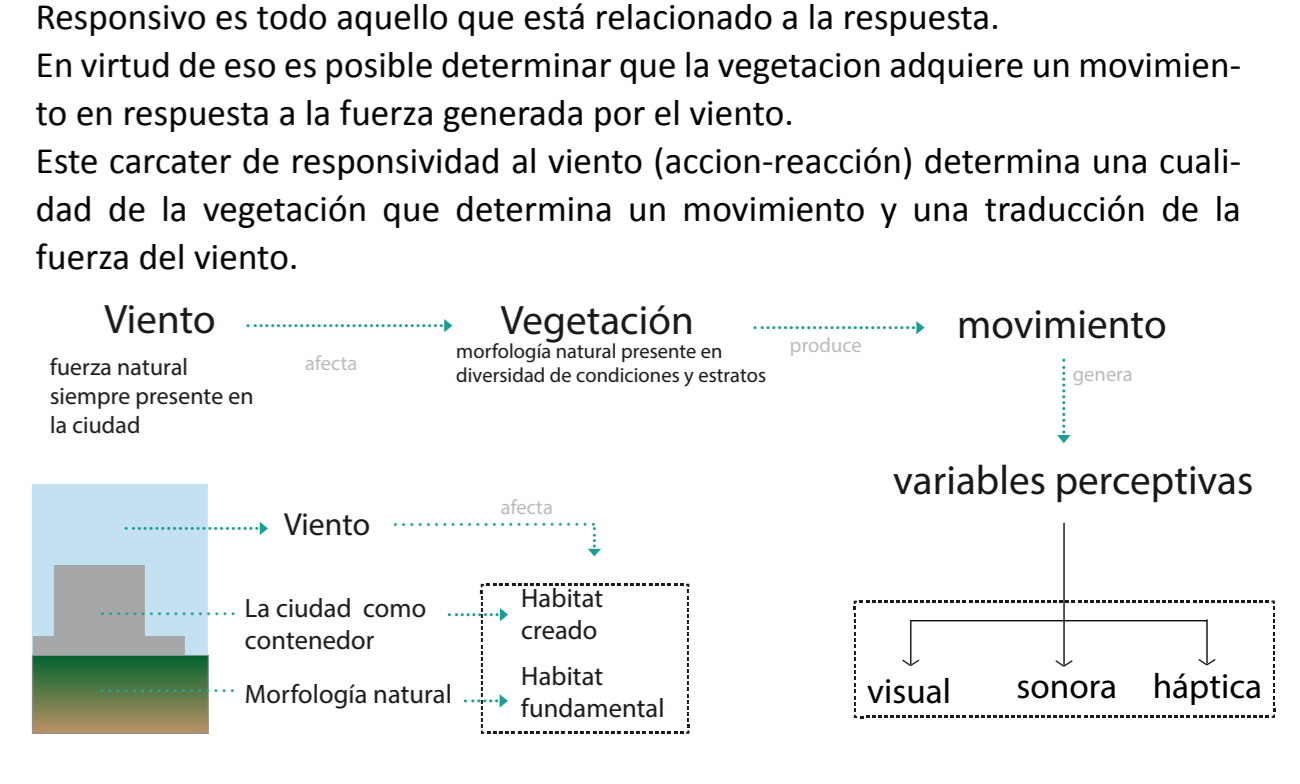 Responsivo es todo aquello que está relacionado a la respuesta.
En virtud de eso es posible determinar que la vegetacion adquiere un movimien-
to en respuesta a la fuerza generada por el viento.
Este carcater de responsividad al viento (accion-reacción) determina una cuali-
dad de la vegetación que determina un movimiento y una traducción de la
fuerza del viento.
Viento
afecta
fuerza natural
siempre presente en
la ciudad
Vegetación
morfología natural presente en
diversidad de condiciones y estratos
produce
movimiento
genera
variables perceptivas
visual
sonora
háptica
Viento
afecta
La ciudad como
contenedor
Habitat
creado
Morfología natural
Habitat
fundamental